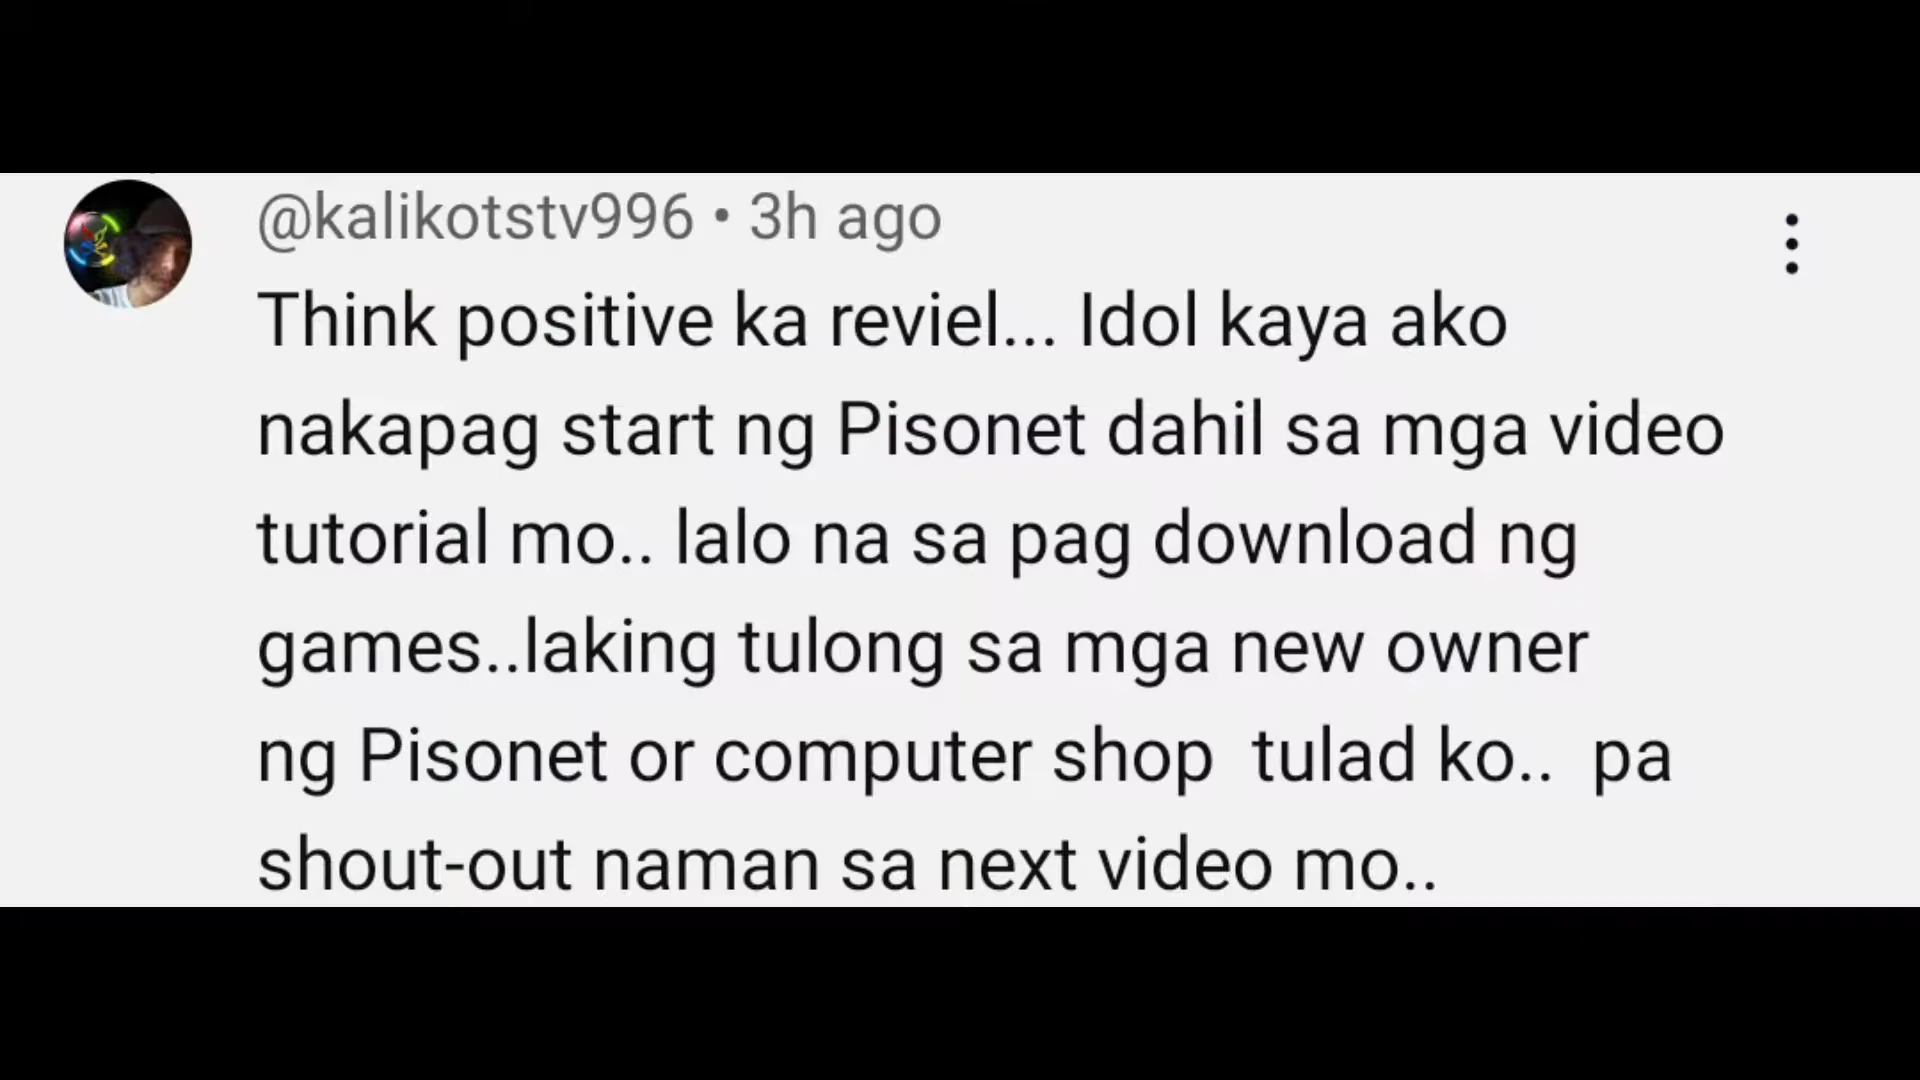 @kalikotstv996 • 3h ago
Think positive ka reviel... Idol kaya ako
nakapag start ng Pisonet dahil sa mga video
tutorial mo.. lalo na sa pag download ng
games..laking tulong sa mga new owner
ng Pisonet or computer shop  tulad ko..  pa
shout-out naman sa next video mo..